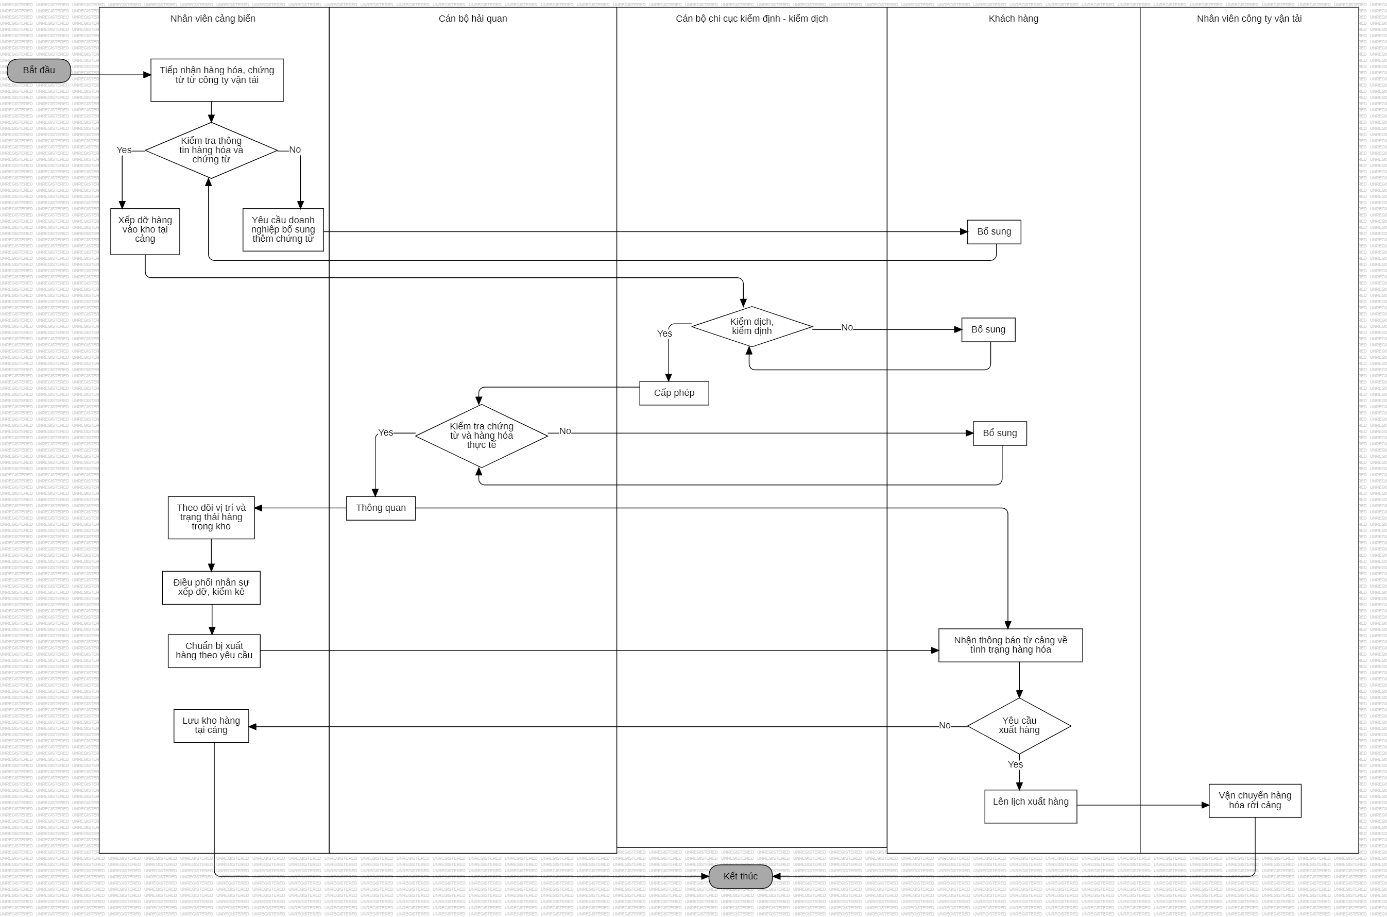 Nhân viên cảng biển
Cán bộ hải quan
Cán bộ chi cục kiểm định - kiểm dịch
Khách hàng
Nhân viên công ty vận tải
Bắt đầu
Tiếp nhận hàng hóa, chứng
từ từ công ty vận tải
Kiểm tra thông
tin hàng hóa và
chứng từ
Yes
No
Xếp dỡ hàng
vào kho tại
cảng
Yêu cầu doanh
nghiệp bổ sung
thêm chứng từ
Bổ sung
Kiểm dịch,
kiểm định
Yes
No
Bổ sung
Cấp phép
Kiểm tra chứng
từ và hàng hóa
thực tế
Yes
No
Bổ sung
Theo dõi vị trí và
trạng thái hàng
trong kho
Thông quan
Điều phối nhân sự
xếp dỡ, kiểm kê
Chuẩn bị xuất
hàng theo yêu cầu
Nhận thông báo từ cảng về
tình trạng hàng hóa
Lưu kho hàng
tại cảng
No
Yêu cầu
xuất hàng
Yes
Lên lịch xuất hàng
Vận chuyển hàng
hóa rời cảng
Kết thúc